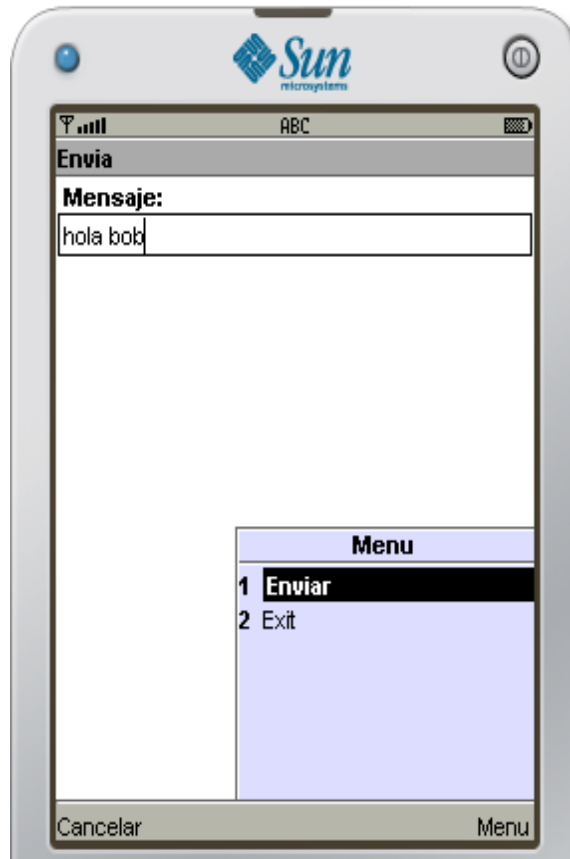 Sun
microsystems
ABC
Envia
Mensaje:
hola bob
Menu
1 Enviar
2 Exit
Cancelar Menu